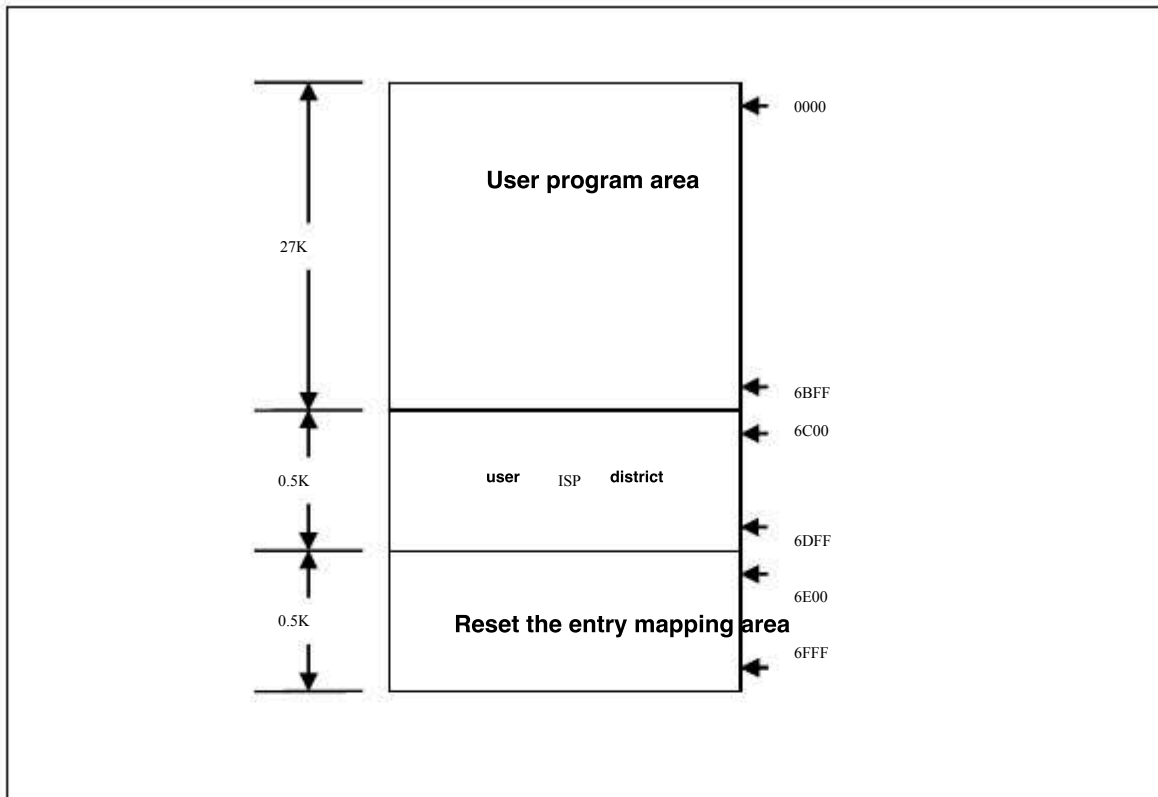 0000
User program area
27K
6BFF
6C00
user ISP district
0.5K
6DFF
6E00
0.5K
Reset the entry mapping area
6FFF